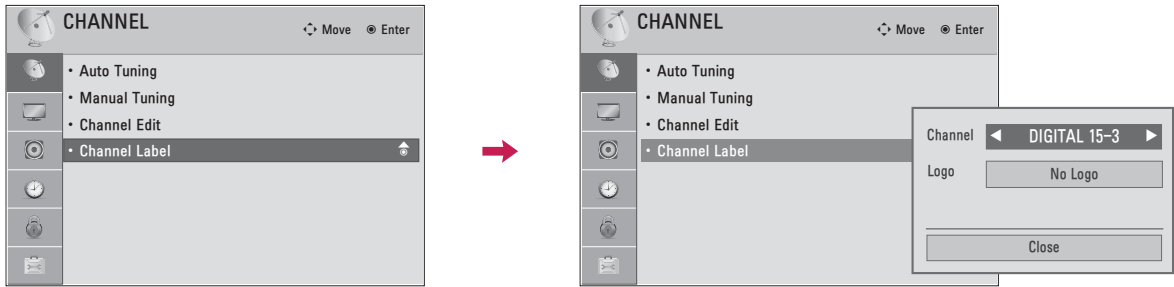 CHANNEL
Move
Enter
• Auto Tuning
• Manual Tuning
• Channel Edit
• Channel Label
CHANNEL
Move
Enter
• Auto Tuning
• Manual Tuning
• Channel Edit
• Channel Label
Channel ◀ DIGITAL 15-3 ▶
Logo No Logo
Close